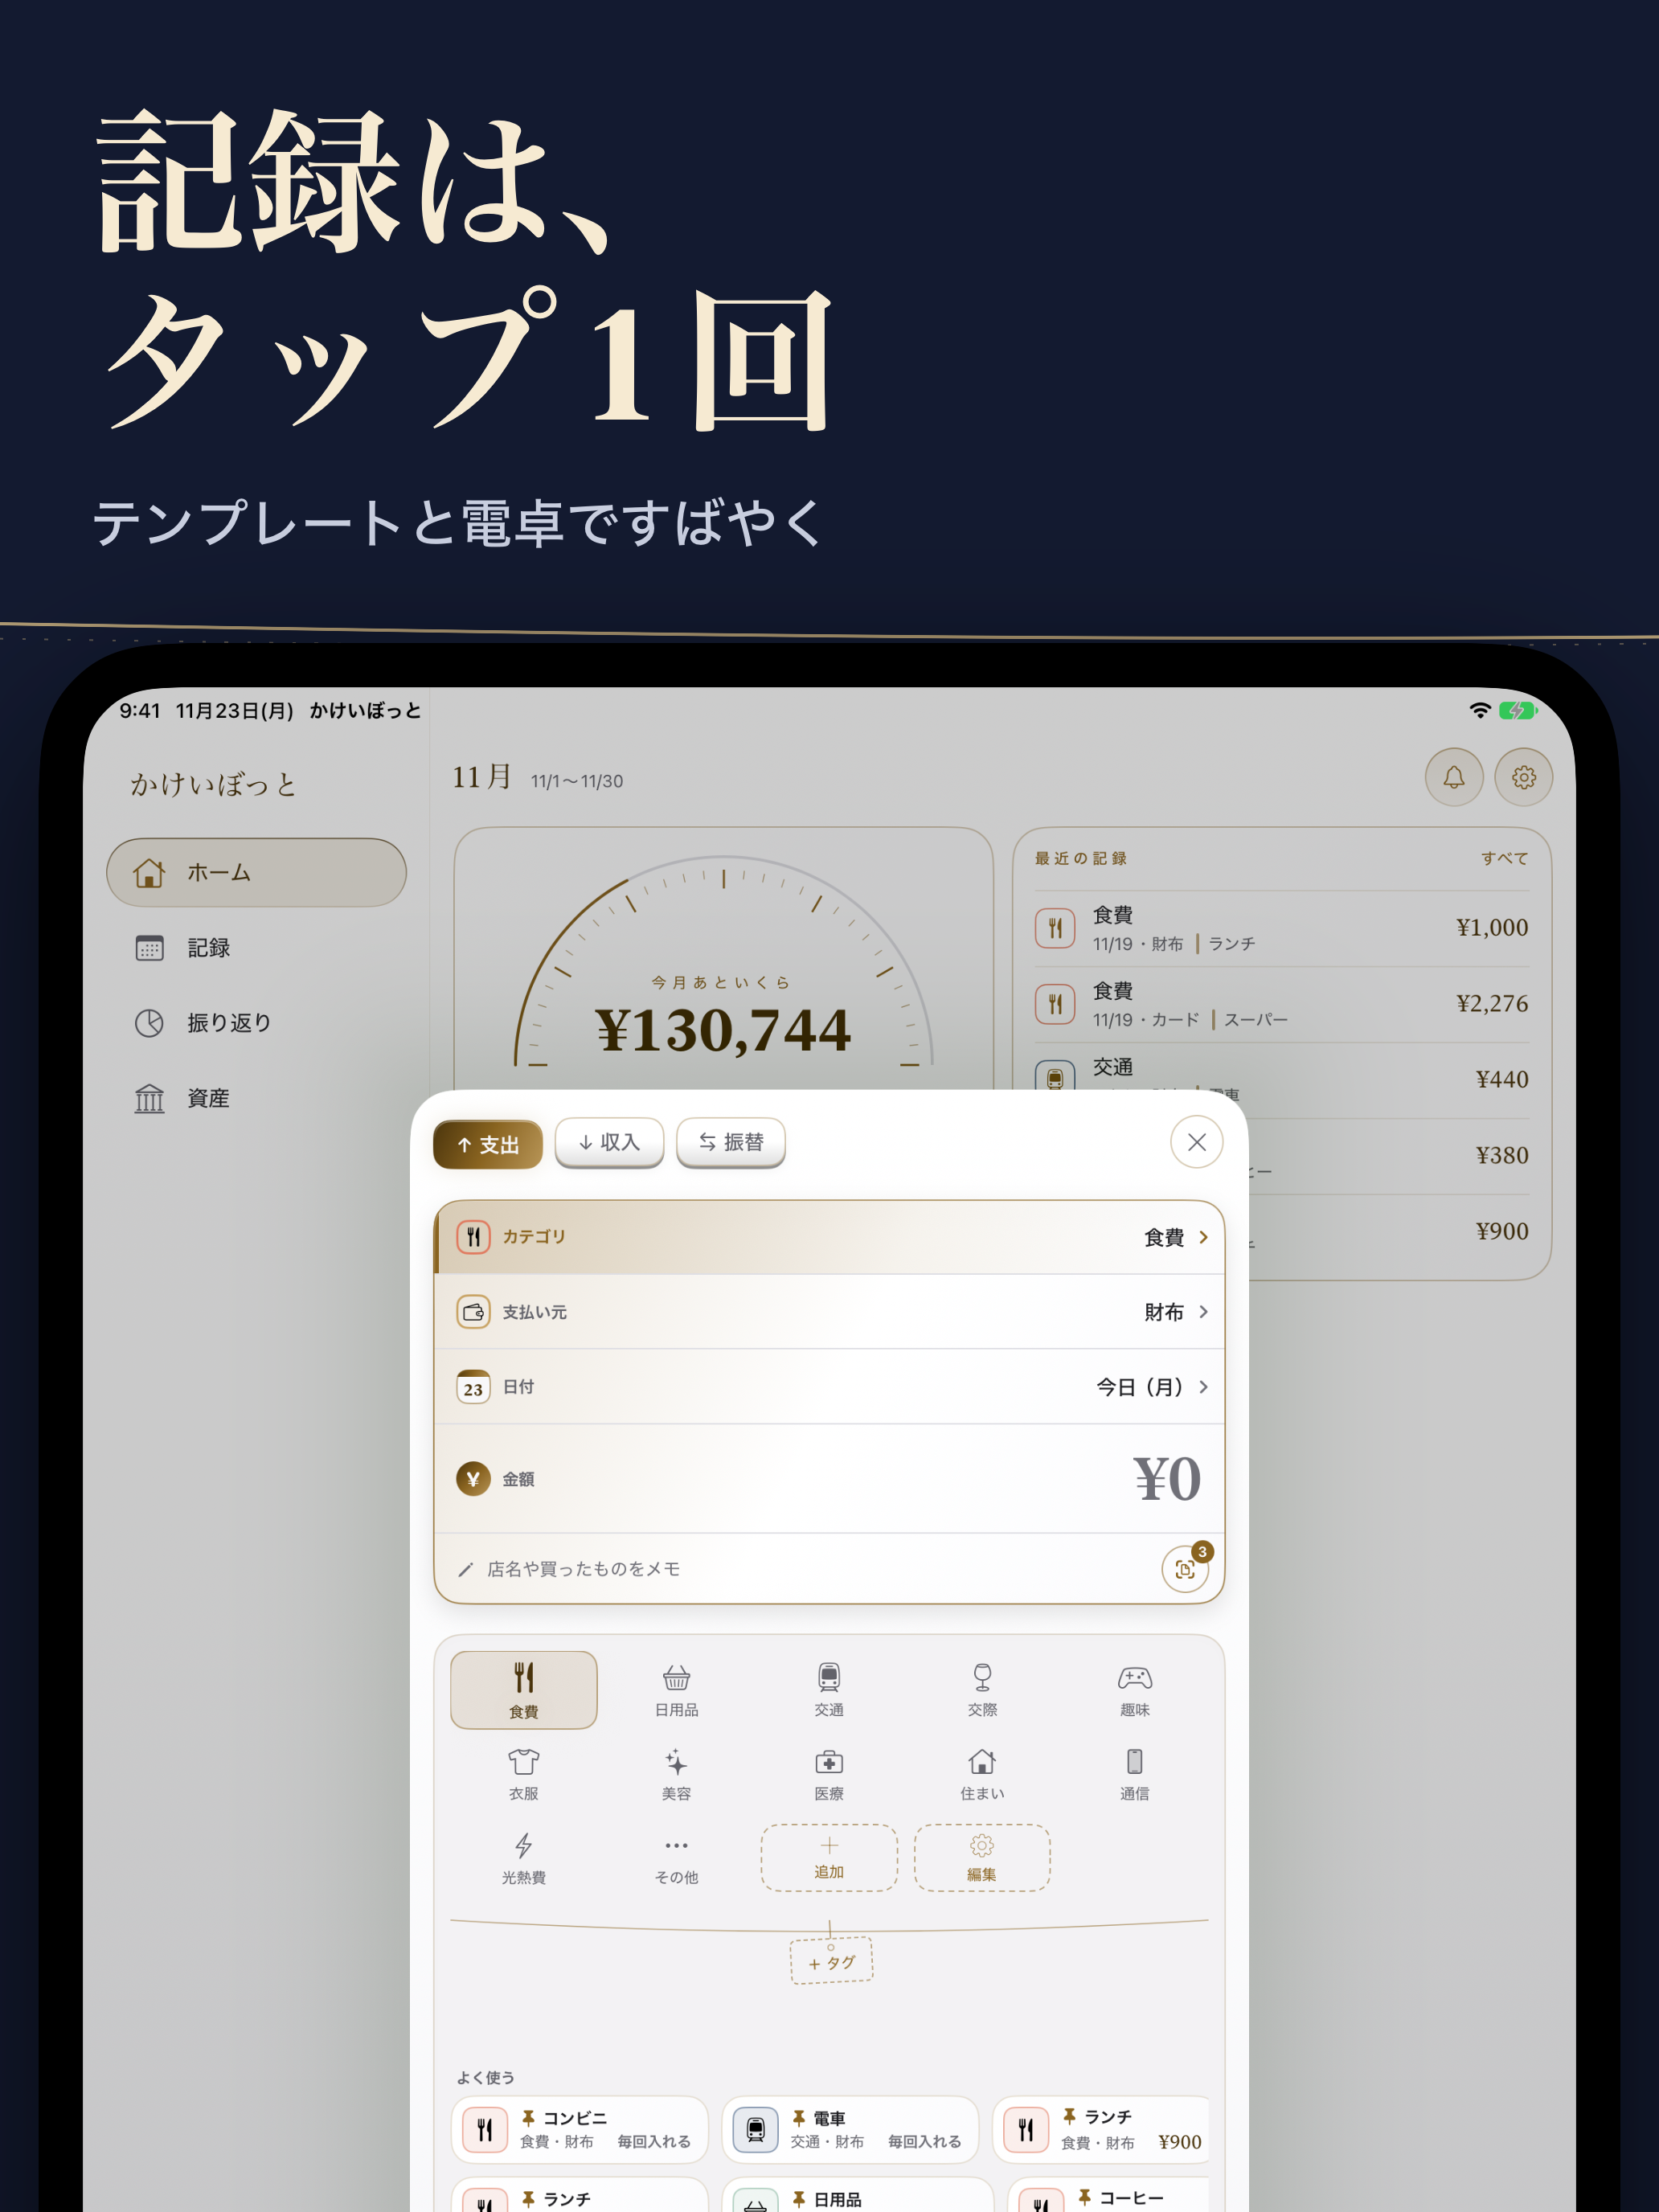 記録は、
タップ1回
テンプレートと電卓ですばやく
9:41 11月23日(月) かけいぼっと
かけいぼっと
ホーム
記録
振り返り
資産
11月 11/1〜11/30
今月あといくら
¥130,744
最近の記録 すべて
食費
11/19・財布 ランチ
¥1,000
食費
11/19・カード スーパー
¥2,276
交通
電車
¥440
ヒー
¥380
¥900
支出 収入 振替
カテゴリ 食費
支払い元 財布
23 日付 今日（月）
¥ 金額 ¥0
店名や買ったものをメモ 3
食費 日用品 交通 交際 趣味
衣服 美容 医療 住まい 通信
光熱費 その他 追加 編集
+ タグ
よく使う
コンビニ
食費・財布 毎回入れる
電車
交通・財布 毎回入れる
ランチ
食費・財布 ¥900
ランチ
日用品
コーヒー